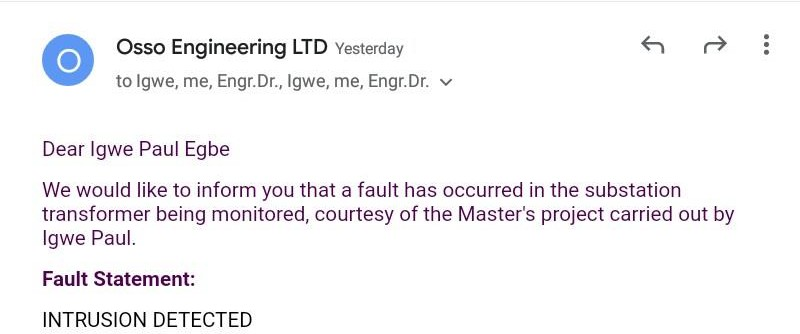 O
Osso Engineering LTD Yesterday
to Igwe, me, Engr.Dr., Igwe, me, Engr.Dr.
Dear Igwe Paul Egbe
We would like to inform you that a fault has occurred in the substation
transformer being monitored, courtesy of the Master's project carried out by
Igwe Paul.
Fault Statement:
INTRUSION DETECTED